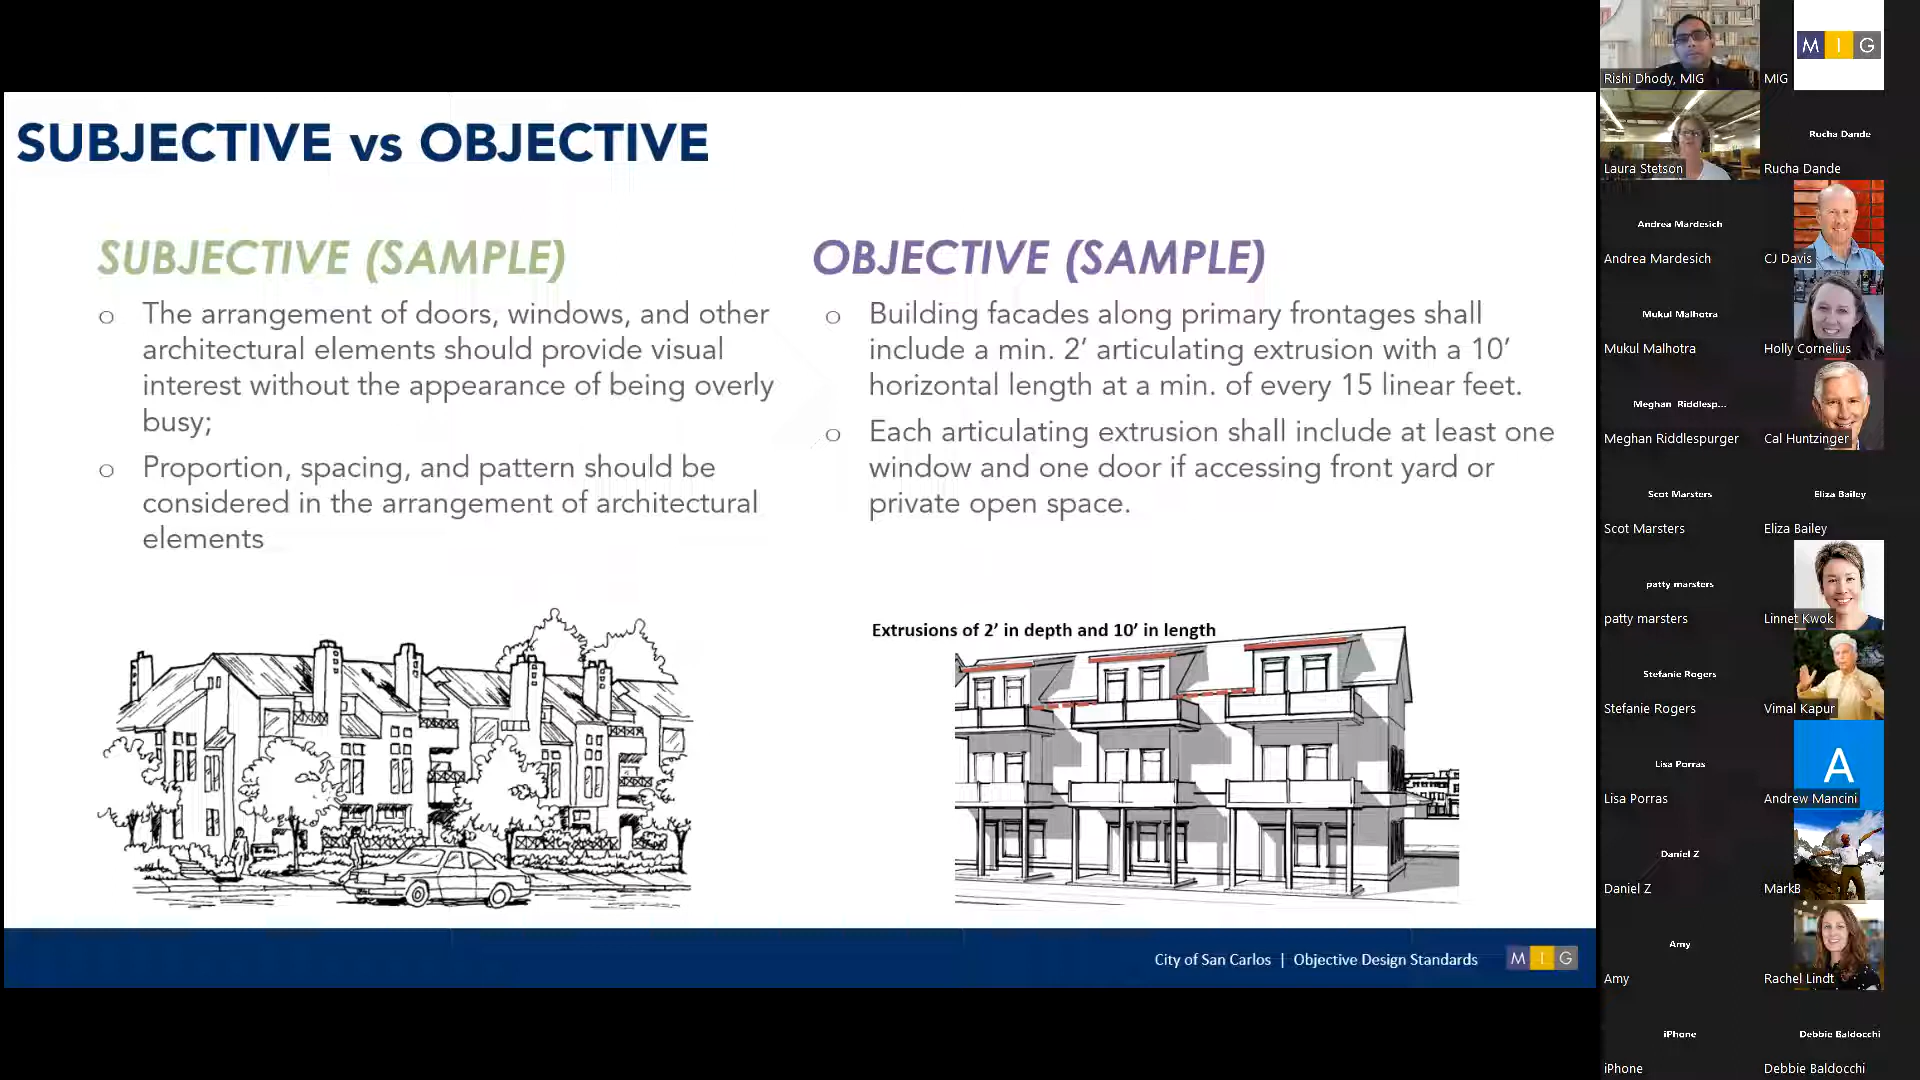 SUBJECTIVE vs OBJECTIVE
SUBJECTIVE (SAMPLE)
o The arrangement of doors, windows, and other
architectural elements should provide visual
interest without the appearance of being overly
busy;
o Proportion, spacing, and pattern should be
considered in the arrangement of architectural
elements
OBJECTIVE (SAMPLE)
o Building facades along primary frontages shall
include a min. 2’ articulating extrusion with a 10’
horizontal length at a min. of every 15 linear feet.
o Each articulating extrusion shall include at least one
window and one door if accessing front yard or
private open space.
Extrusions of 2’ in depth and 10’ in length
City of San Carlos | Objective Design Standards
M I G
Rishi Dhody, MIG
M I G
MIG
Laura Stetson
Rucha Dande
Rucha Dande
Andrea Mardesich
Andrea Mardesich
CJ Davis
Mukul Malhotra
Mukul Malhotra
Holly Cornelius
Meghan Riddlesp...
Meghan Riddlespurger
Cal Huntzinger
Scot Marsters
Scot Marsters
Eliza Bailey
Eliza Bailey
patty marsters
patty marsters
Linnet Kwok
Stefanie Rogers
Stefanie Rogers
Vimal Kapur
Lisa Porras
Lisa Porras
A
Andrew Mancini
Daniel Z
Daniel Z
MarkB
Amy
Amy
Rachel Lindt
iPhone
iPhone
Debbie Baldocchi
Debbie Baldocchi